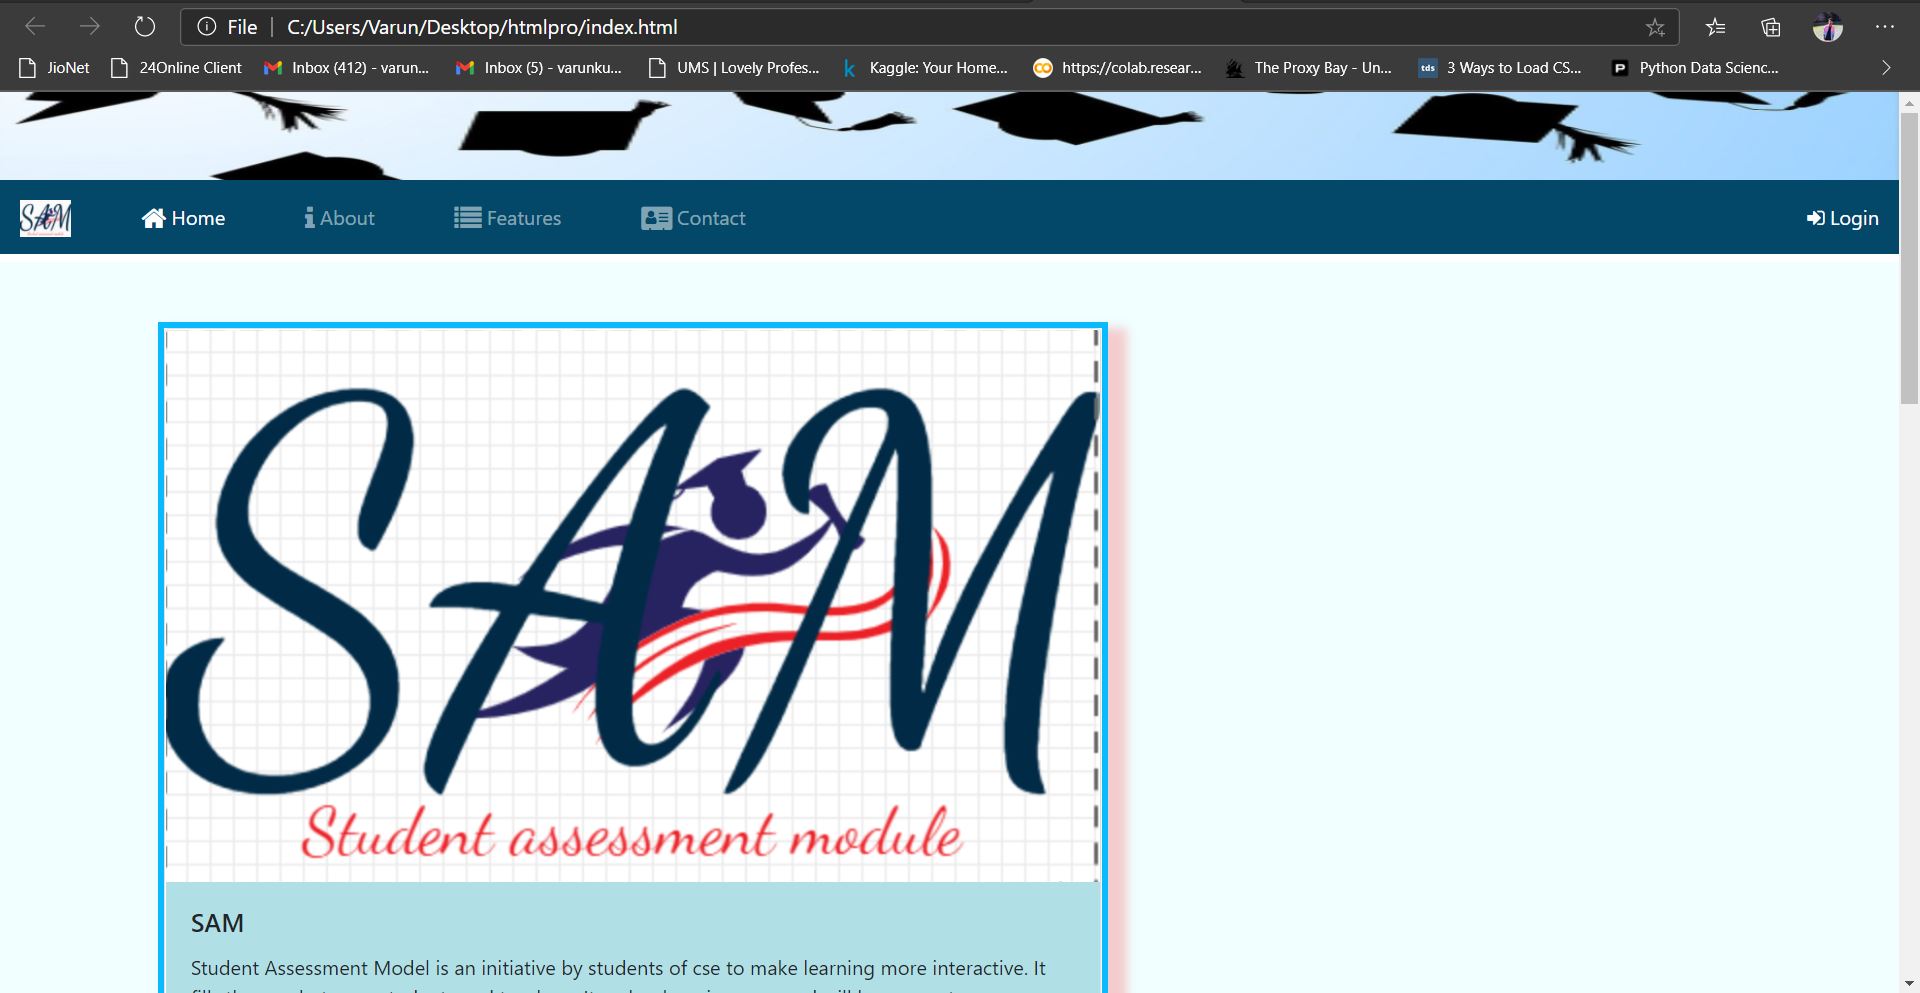 File | C:/Users/Varun/Desktop/htmlpro/index.html
JioNet 24Online Client Inbox (412) - varun... Inbox (5) - varunku... UMS | Lovely Profes... Kaggle: Your Home... https://colab.resear... The Proxy Bay - Un... tds 3 Ways to Load CS... Python Data Scienc...
SAM Home About Features Contact Login
SAM
Student assessment module
SAM
Student Assessment Model is an initiative by students of cse to make learning more interactive. It